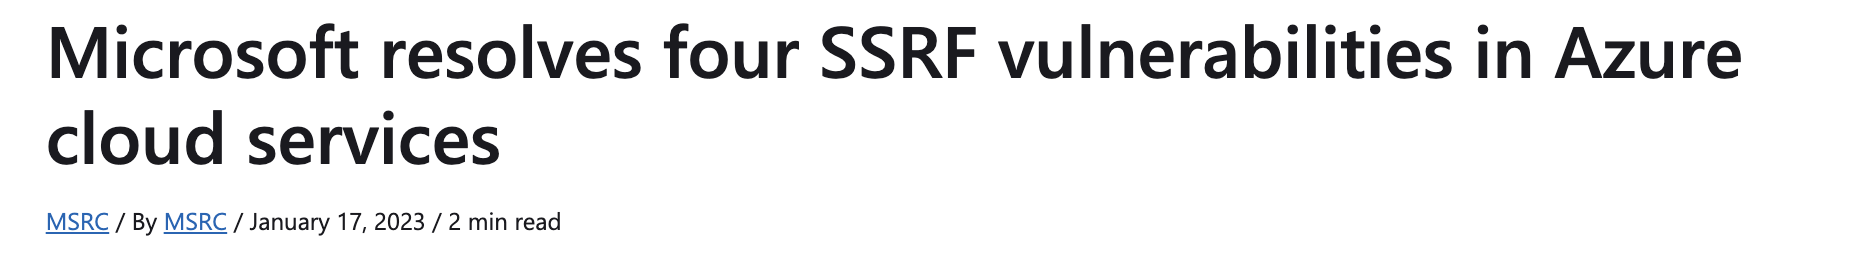 Microsoft resolves four SSRF vulnerabilities in Azure
cloud services
MSRC / By MSRC / January 17, 2023 / 2 min read